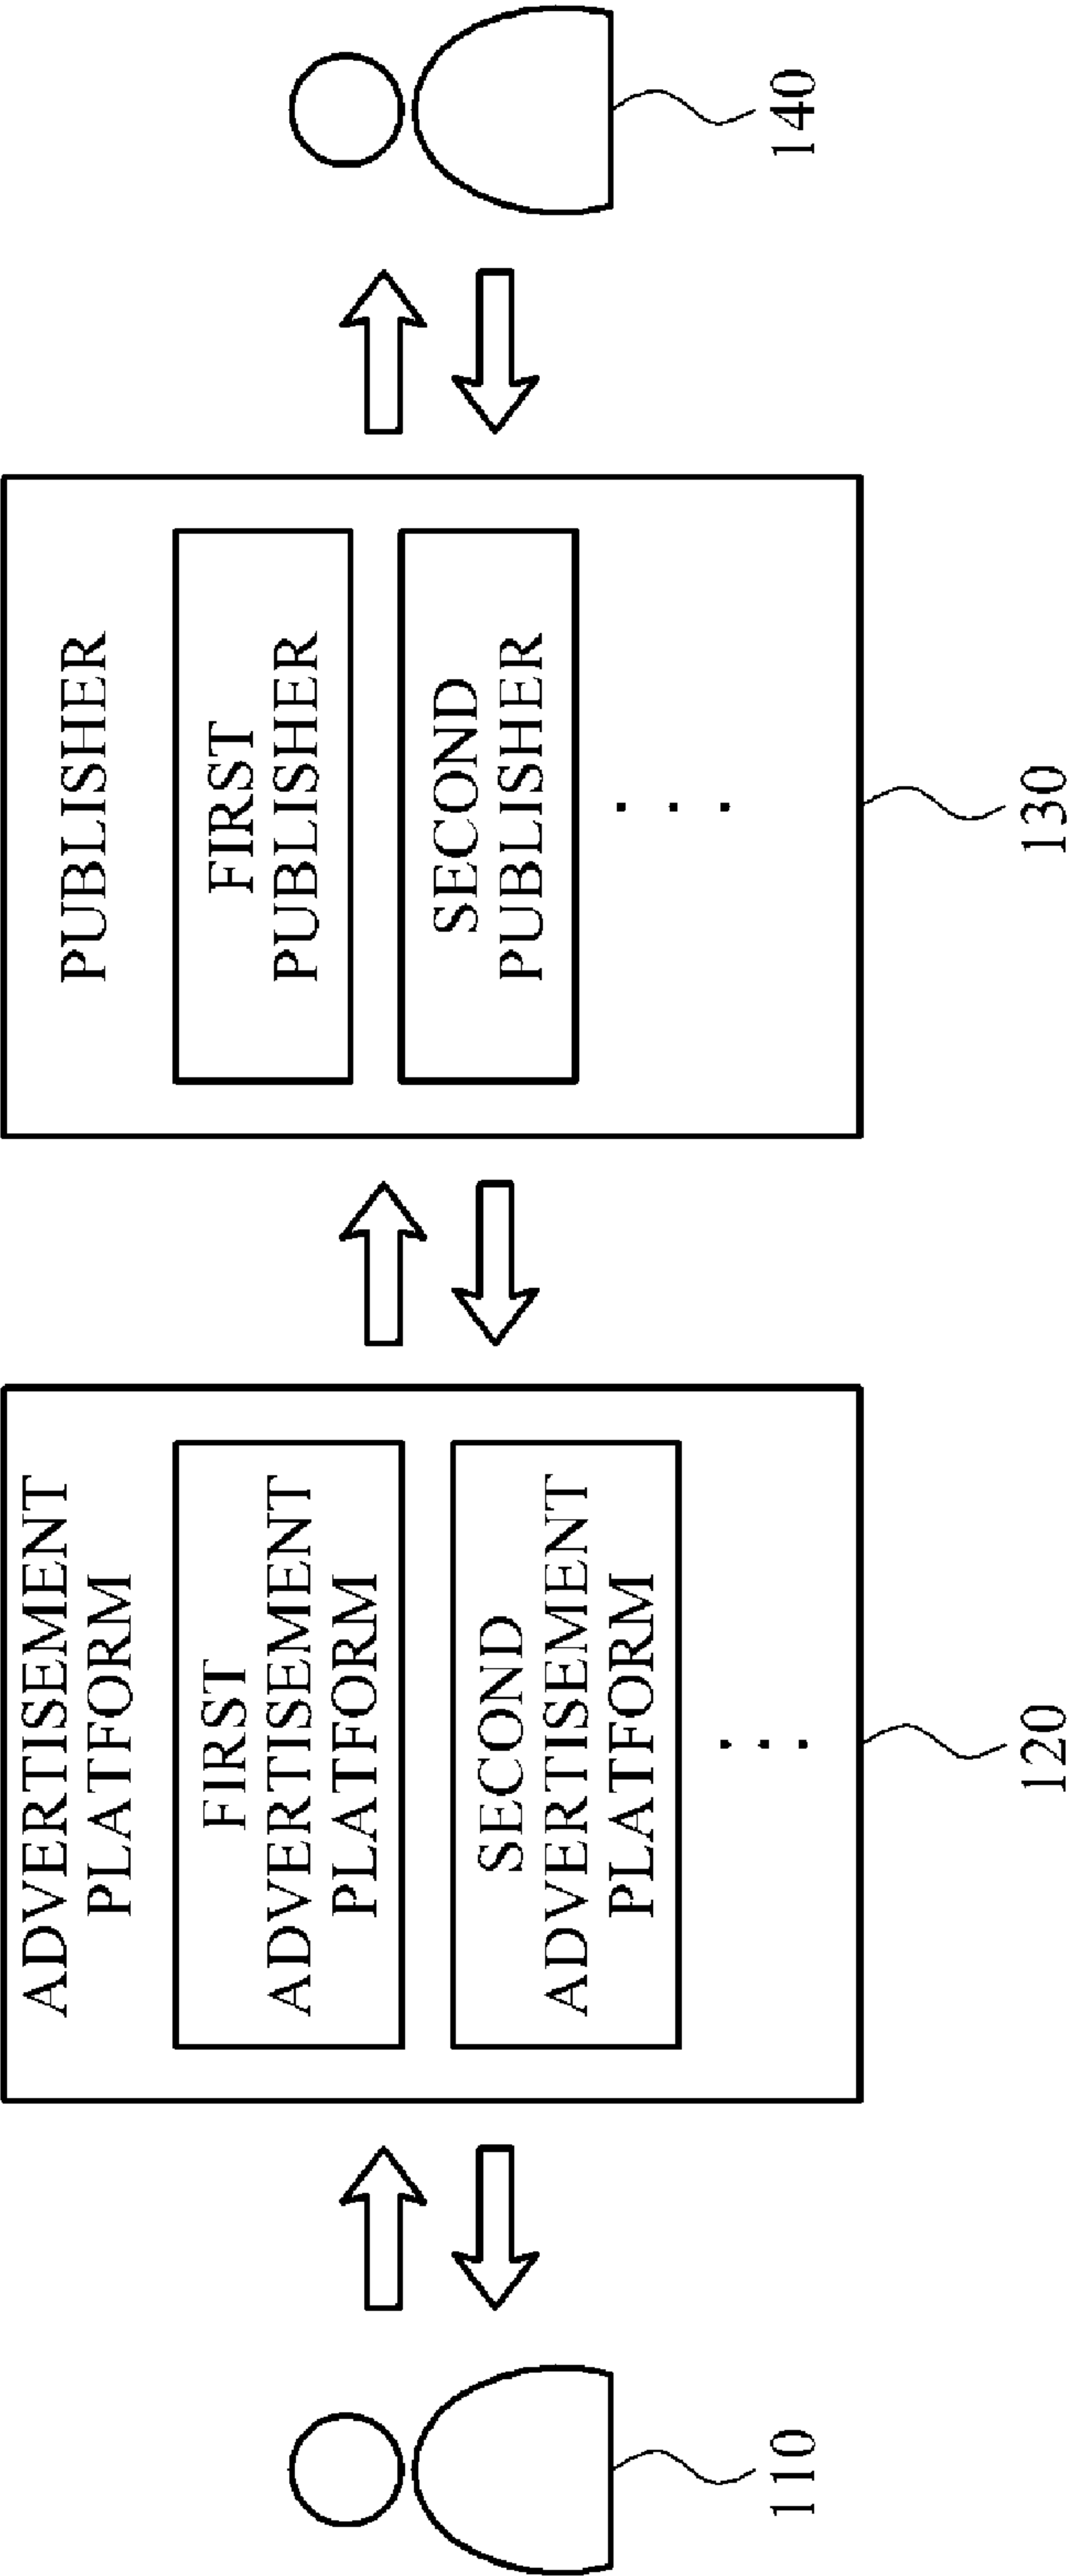 ADVERTISEMENT
PLATFORM
FIRST
ADVERTISEMENT
PLATFORM
SECOND
ADVERTISEMENT
PLATFORM
...
PUBLISHER
FIRST
PUBLISHER
SECOND
PUBLISHER
...
110
120
130
140